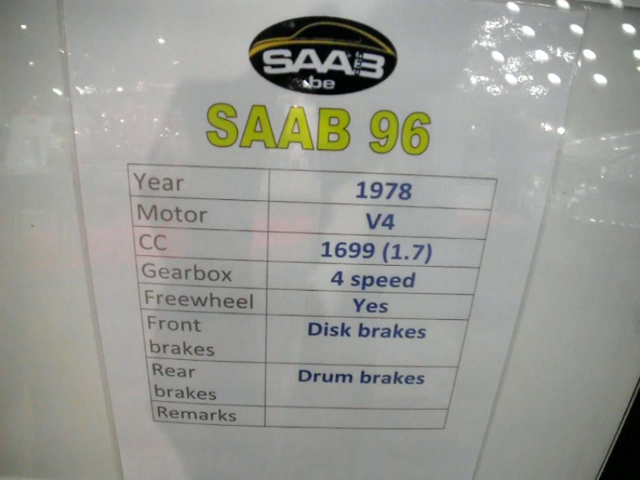 SAAB
.be
SAAB 96
Year 1978
Motor V4
CC 1699 (1.7)
Gearbox 4 speed
Freewheel Yes
Front brakes Disk brakes
Rear brakes Drum brakes
Remarks